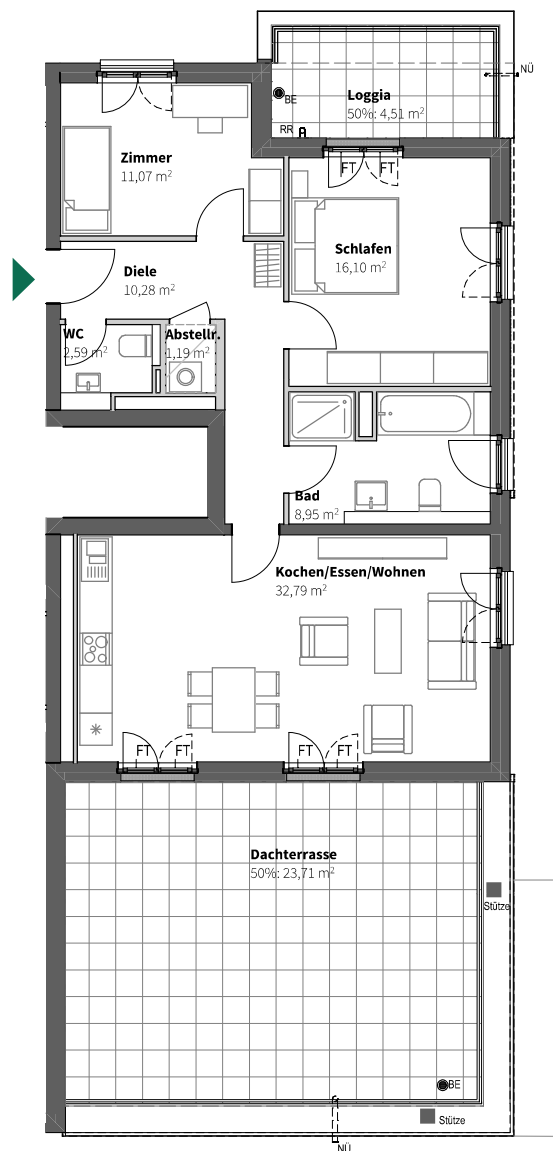 NÜ
BE
Loggia
50%: 4,51 m²
RR
Zimmer
11,07 m²
FT
FT
Schlafen
16,10 m²
Diele
10,28 m²
WC
2,59 m²
Abstellr.
1,19 m²
Bad
8,95 m²
Kochen/Essen/Wohnen
32,79 m²
FT
FT
FT
FT
Dachterrasse
50%: 23,71 m²
Stütze
BE
Stütze
NÜ